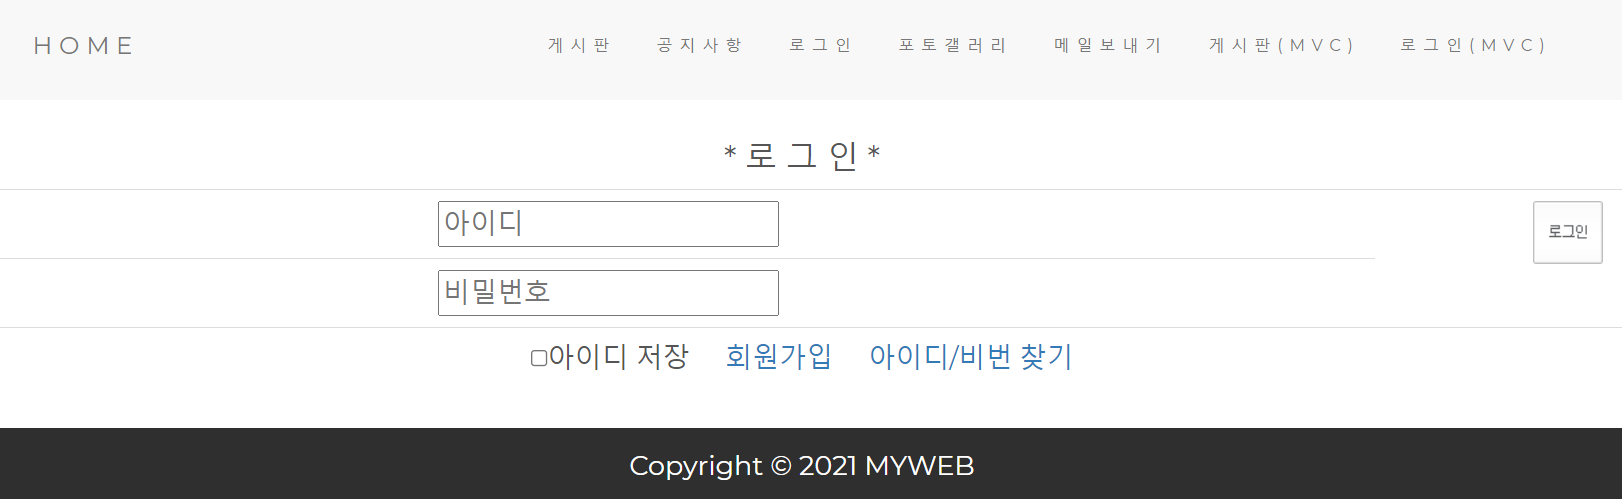 HOME 게시판 공지사항 로그인 포토갤러리 메일보내기 게시판(MVC) 로그인(MVC)
* 로 그 인 *
아이디
로그인
비밀번호
아이디 저장 회원가입 아이디/비번 찾기
Copyright © 2021 MYWEB